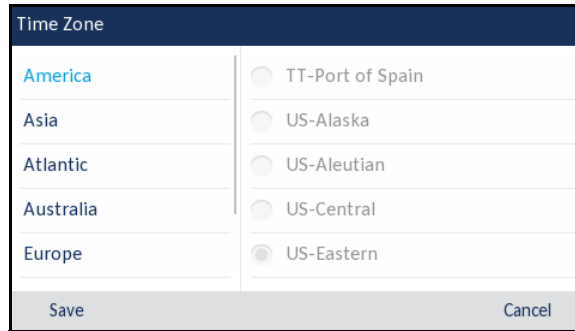 Time Zone
America
TT-Port of Spain
Asia
US-Alaska
Atlantic
US-Aleutian
Australia
US-Central
Europe
US-Eastern
Save
Cancel